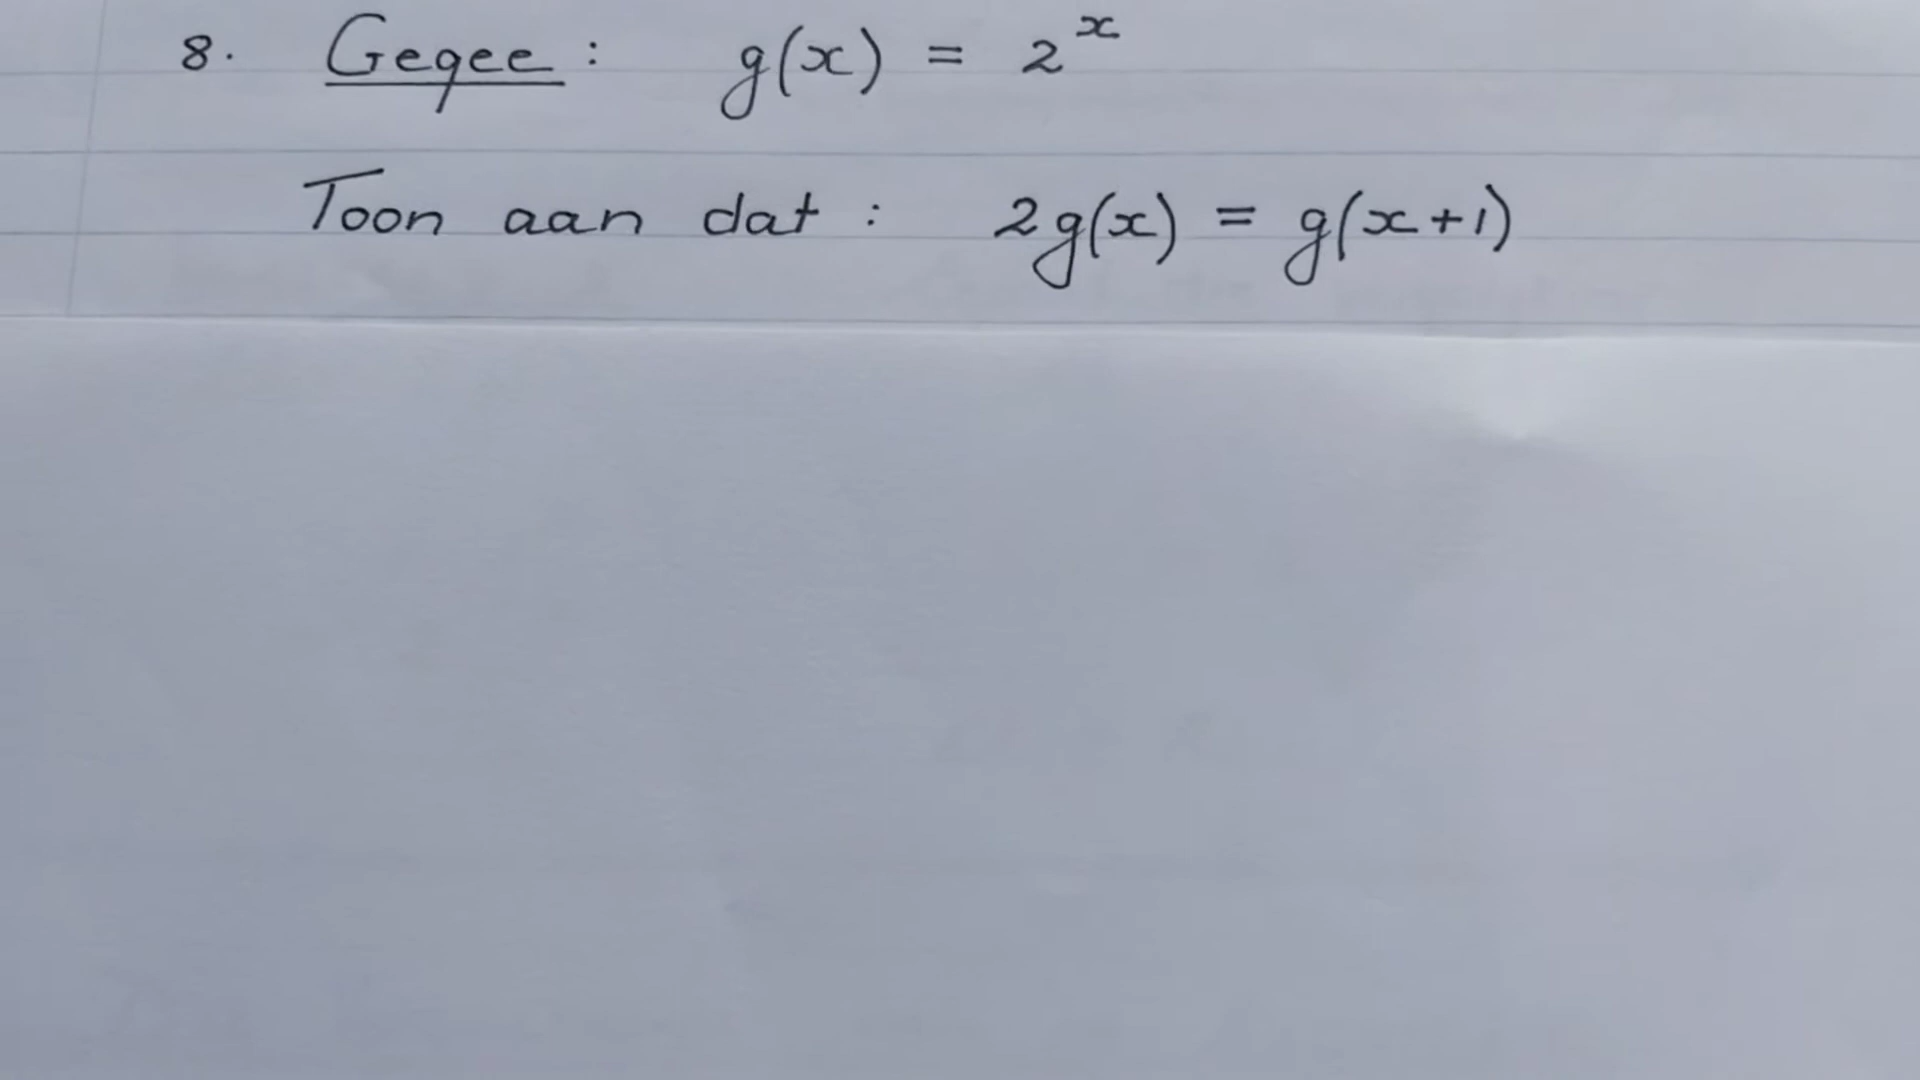 8. Gegee : g(x) = 2^x
Toon aan dat : 2g(x) = g(x+1)